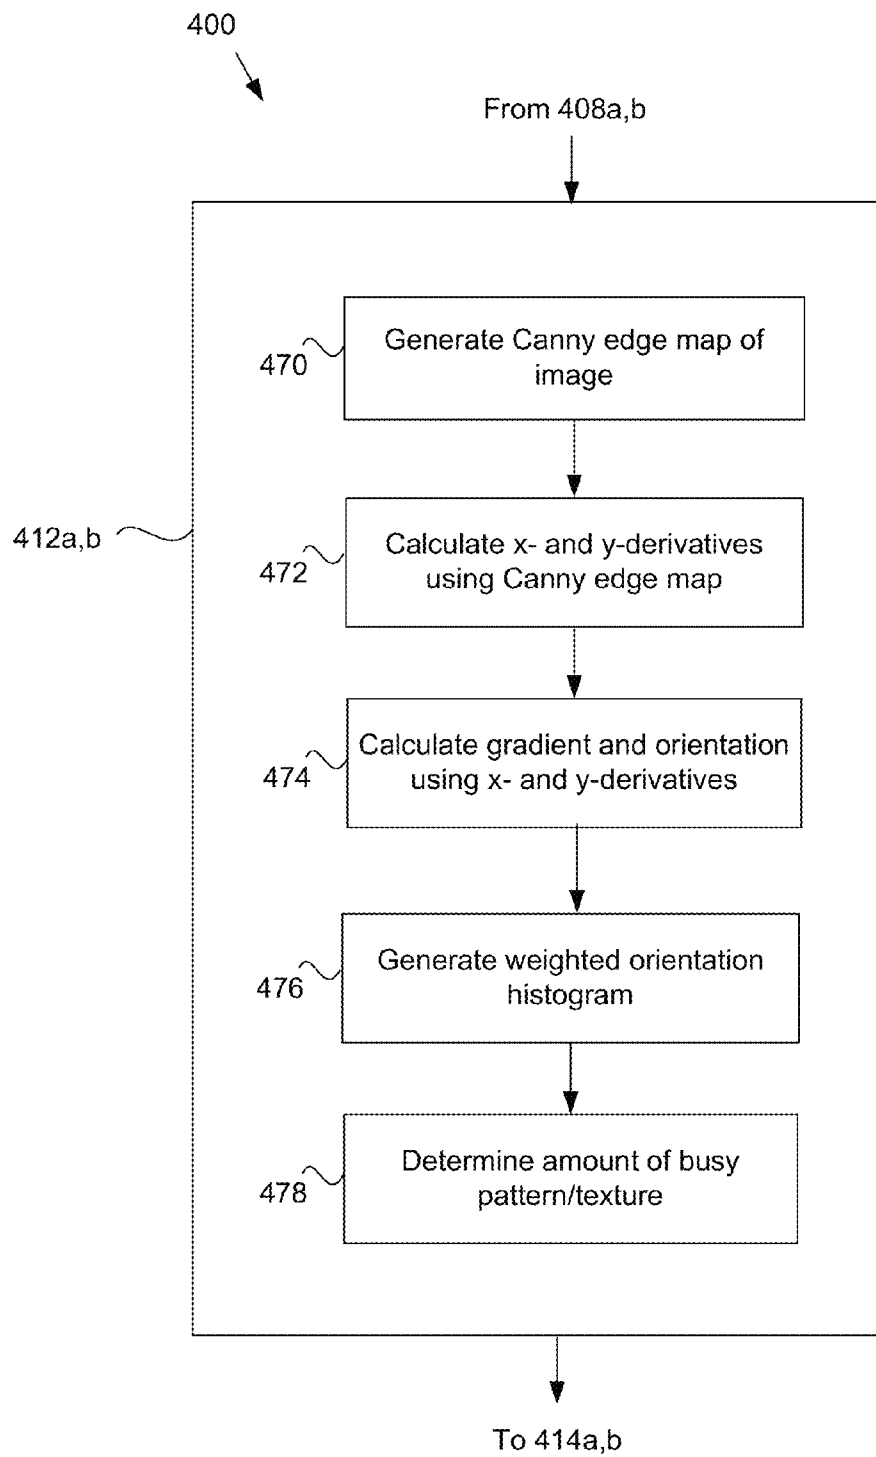 400
From 408a,b
Generate Canny edge map of
image
470
412a,b
Calculate x- and y-derivatives
using Canny edge map
472
Calculate gradient and orientation
using x- and y-derivatives
474
Generate weighted orientation
histogram
476
Determine amount of busy
pattern/texture
478
To 414a,b